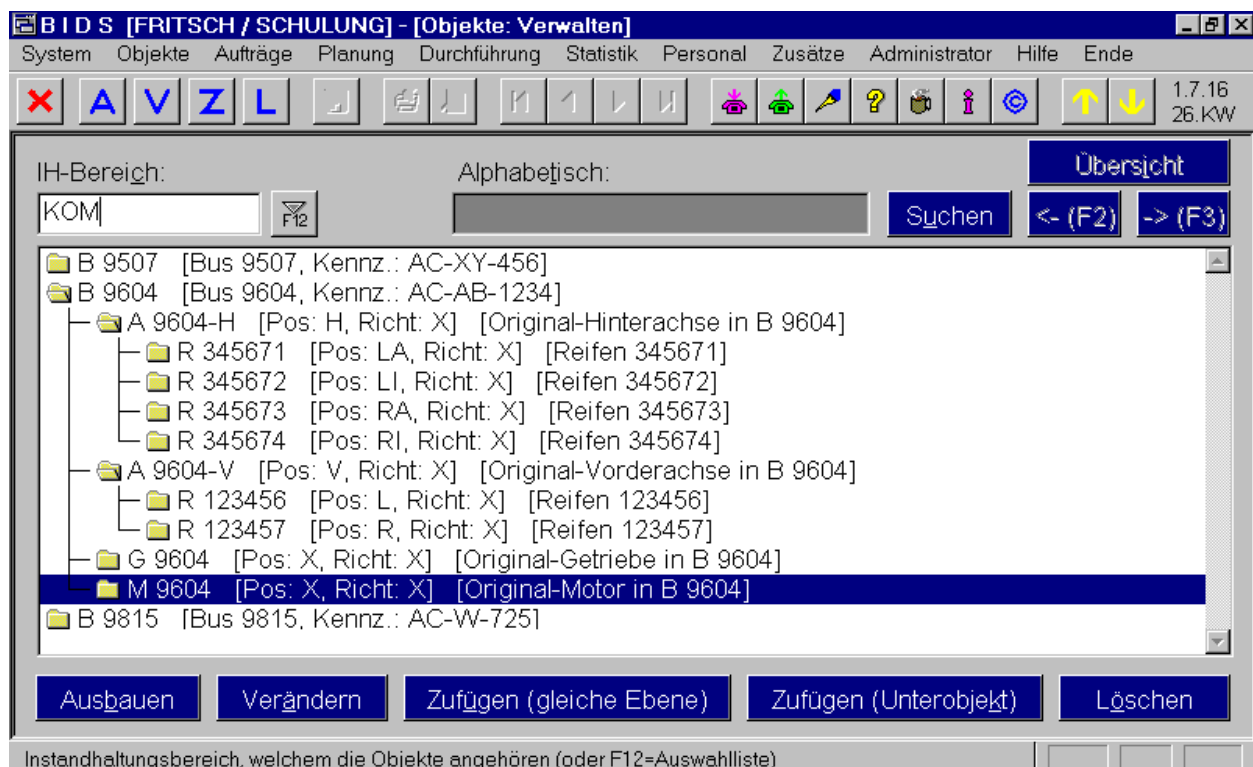 B I D S [FRITSCH / SCHULUNG] - [Objekte: Verwalten]
System Objekte Aufträge Planung Durchführung Statistik Personal Zusätze Administrator Hilfe Ende
A V Z L ? i © 1.7.16
26.KW
Übersicht
IH-Bereich: Alphabetisch:
KOM F12 Suchen <- (F2) -> (F3)
B 9507 [Bus 9507, Kennz.: AC-XY-456]
B 9604 [Bus 9604, Kennz.: AC-AB-1234]
A 9604-H [Pos: H, Richt: X] [Original-Hinterachse in B 9604]
R 345671 [Pos: LA, Richt: X] [Reifen 345671]
R 345672 [Pos: LI, Richt: X] [Reifen 345672]
R 345673 [Pos: RA, Richt: X] [Reifen 345673]
R 345674 [Pos: RI, Richt: X] [Reifen 345674]
A 9604-V [Pos: V, Richt: X] [Original-Vorderachse in B 9604]
R 123456 [Pos: L, Richt: X] [Reifen 123456]
R 123457 [Pos: R, Richt: X] [Reifen 123457]
G 9604 [Pos: X, Richt: X] [Original-Getriebe in B 9604]
M 9604 [Pos: X, Richt: X] [Original-Motor in B 9604]
B 9815 [Bus 9815, Kennz.: AC-W-725]
Ausbauen Verändern Zufügen (gleiche Ebene) Zufügen (Unterobjekt) Löschen
Instandhaltungsbereich, welchem die Objekte angehören (oder F12=Auswahlliste)